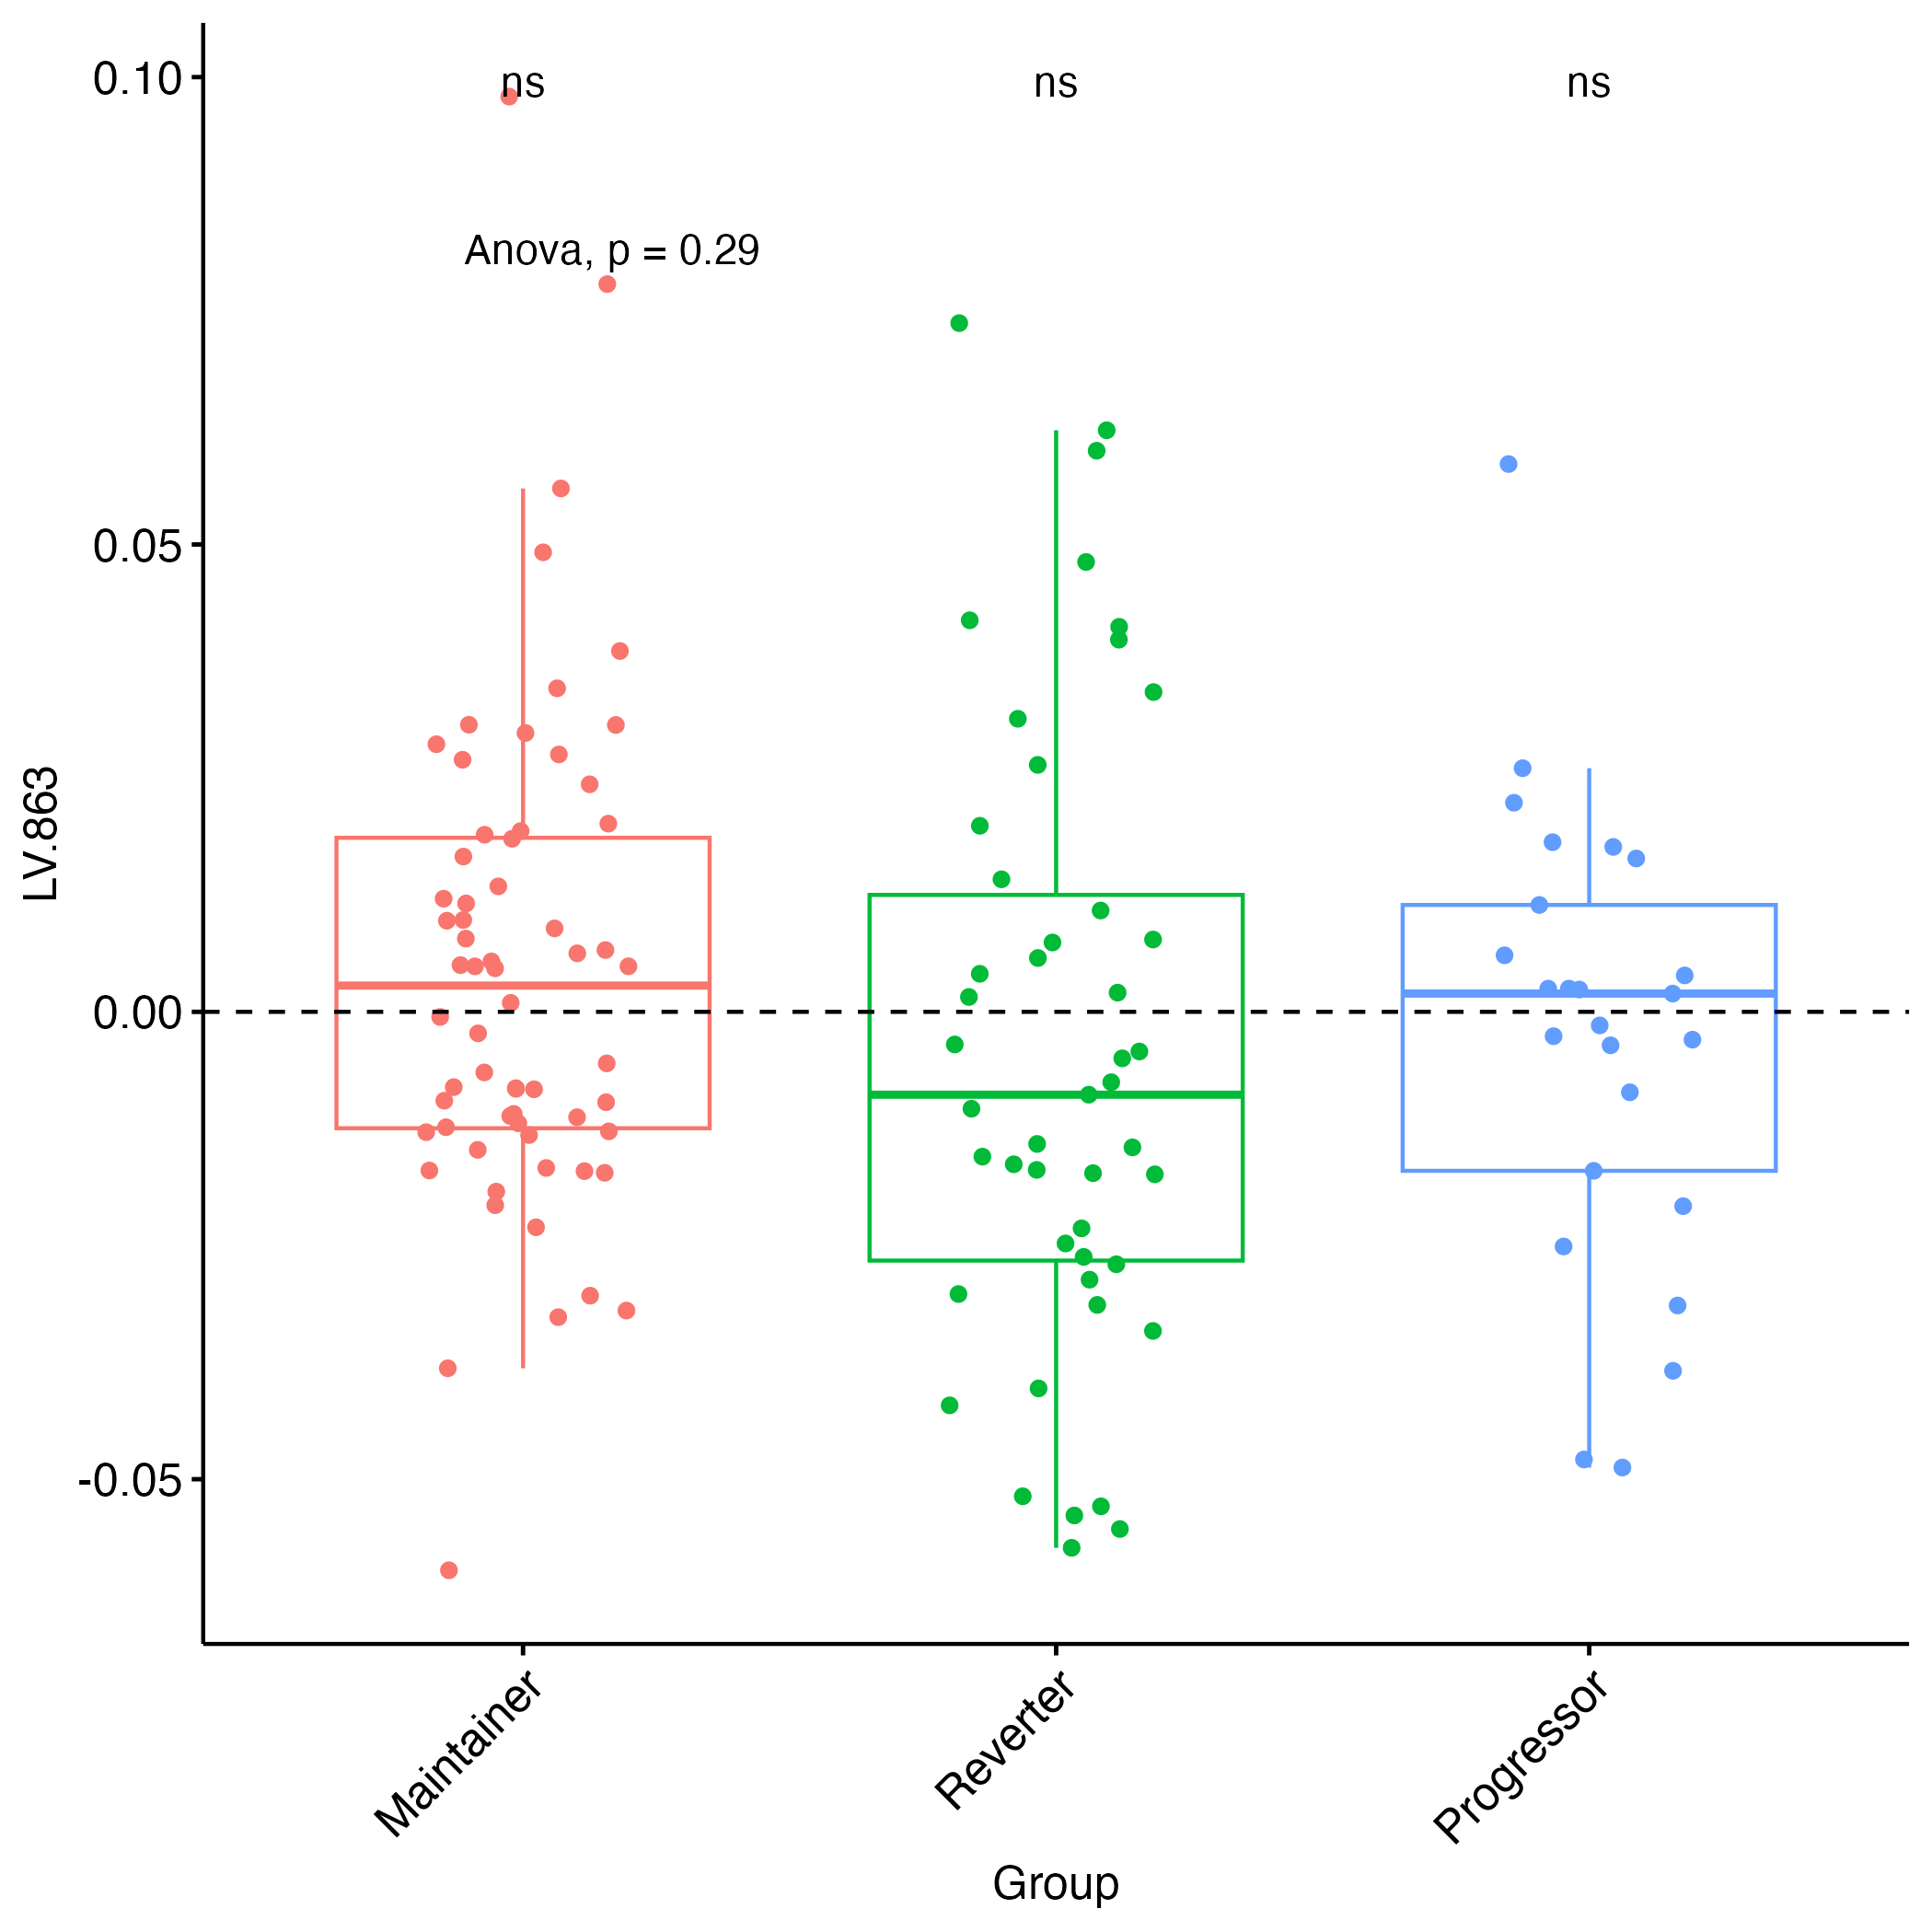 ns ns ns
Anova, p = 0.29
0.10
0.05
0.00
-0.05
LV.863
Maintainer
Reverter
Progressor
Group